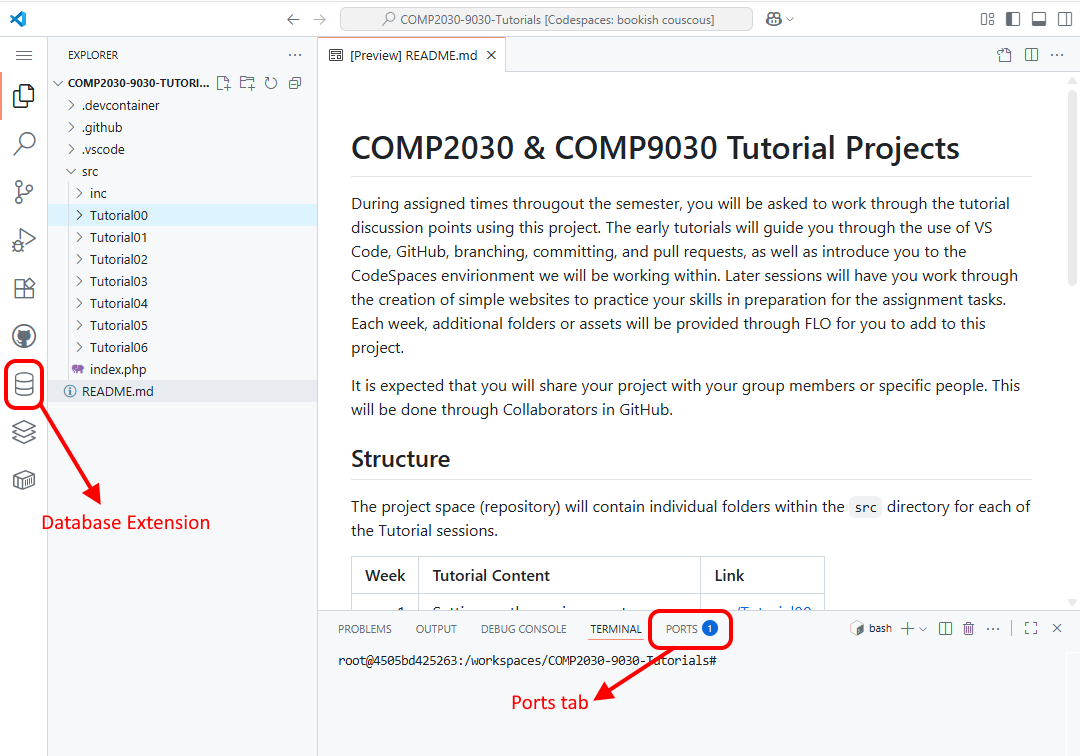 COMP2030-9030-Tutorials [Codespaces: bookish couscous]
EXPLORER
COMP2030-9030-TUTORI...
.devcontainer
.github
.vscode
src
inc
Tutorial00
Tutorial01
Tutorial02
Tutorial03
Tutorial04
Tutorial05
Tutorial06
index.php
README.md
Database Extension
[Preview] README.md
COMP2030 & COMP9030 Tutorial Projects
During assigned times througout the semester, you will be asked to work through the tutorial
discussion points using this project. The early tutorials will guide you through the use of VS
Code, GitHub, branching, committing, and pull requests, as well as introduce you to the
CodeSpaces envirionment we will be working within. Later sessions will have you work through
the creation of simple websites to practice your skills in preparation for the assignment tasks.
Each week, additional folders or assets will be provided through FLO for you to add to this
project.
It is expected that you will share your project with your group members or specific people. This
will be done through Collaborators in GitHub.
Structure
The project space (repository) will contain individual folders within the src directory for each of
the Tutorial sessions.
Week Tutorial Content Link
PROBLEMS OUTPUT DEBUG CONSOLE TERMINAL PORTS 1 bash
root@4505bd425263:/workspaces/COMP2030-9030-Tutorials#
Ports tab